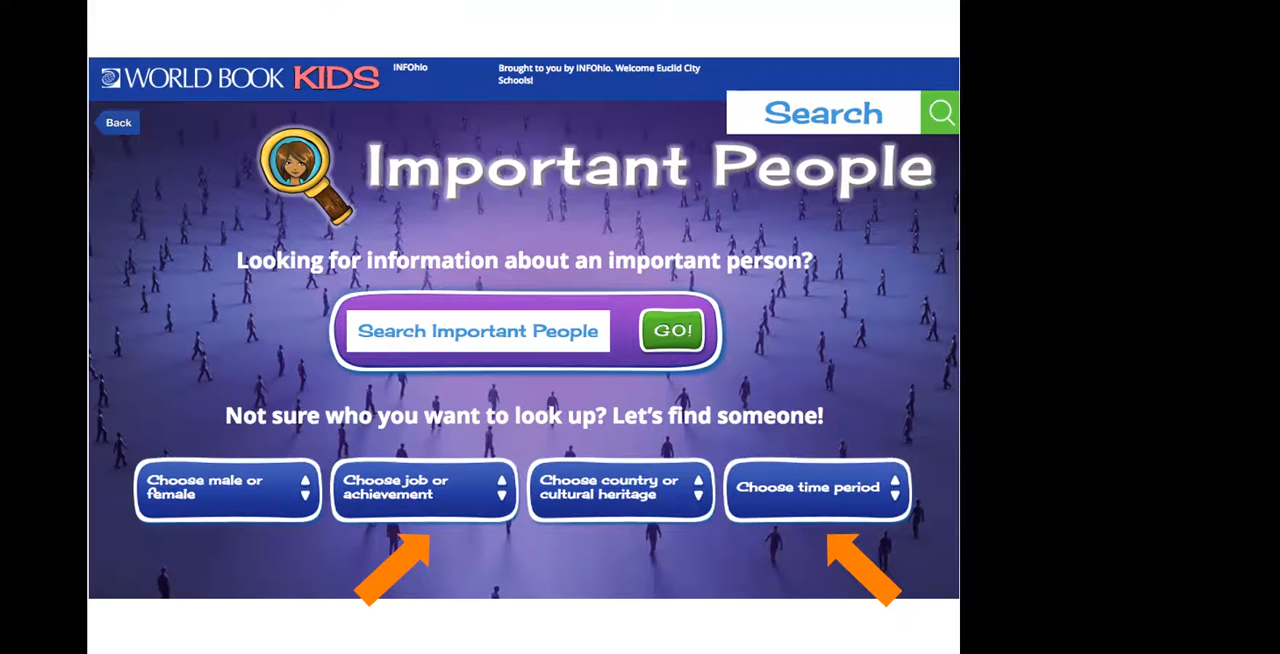 WORLD BOOK KIDS
INFOhio
Brought to you by INFOhio. Welcome Euclid City
Schools!
Back
Search
Important People
Looking for information about an important person?
Search Important People
GO!
Not sure who you want to look up? Let's find someone!
Choose male or
female
Choose job or
achievement
Choose country or
cultural heritage
Choose time period